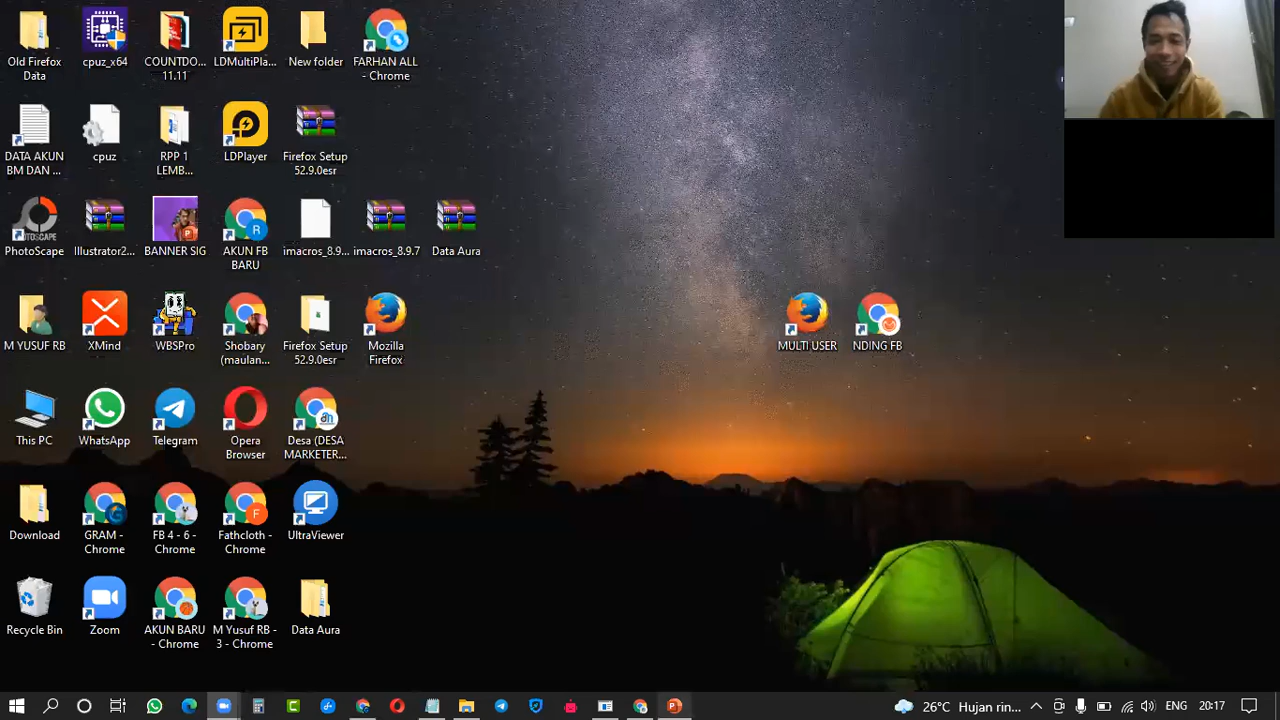 Old Firefox
Data
cpuz_x64
COUNTDO...
11.11
LDMultiPla...
New folder
FARHAN ALL
- Chrome
DATA AKUN
BM DAN ...
cpuz
RPP 1
LEMB...
LDPlayer
Firefox Setup
52.9.0esr
PhotoScape
Illustrator2...
BANNER SIG
AKUN FB
BARU
imacros_8.9...
imacros_8.9.7
Data Aura
M YUSUF RB
XMind
WBSPro
Shobary
(maulan...
Firefox Setup
52.9.0esr
Mozilla
Firefox
MULTI USER
NDING FB
This PC
WhatsApp
Telegram
Opera
Browser
Desa (DESA
MARKETER...
Download
GRAM -
Chrome
FB 4 - 6 -
Chrome
Fathcloth -
Chrome
UltraViewer
Recycle Bin
Zoom
AKUN BARU
- Chrome
M Yusuf RB -
3 - Chrome
Data Aura
26°C Hujan rin...
ENG
20:17